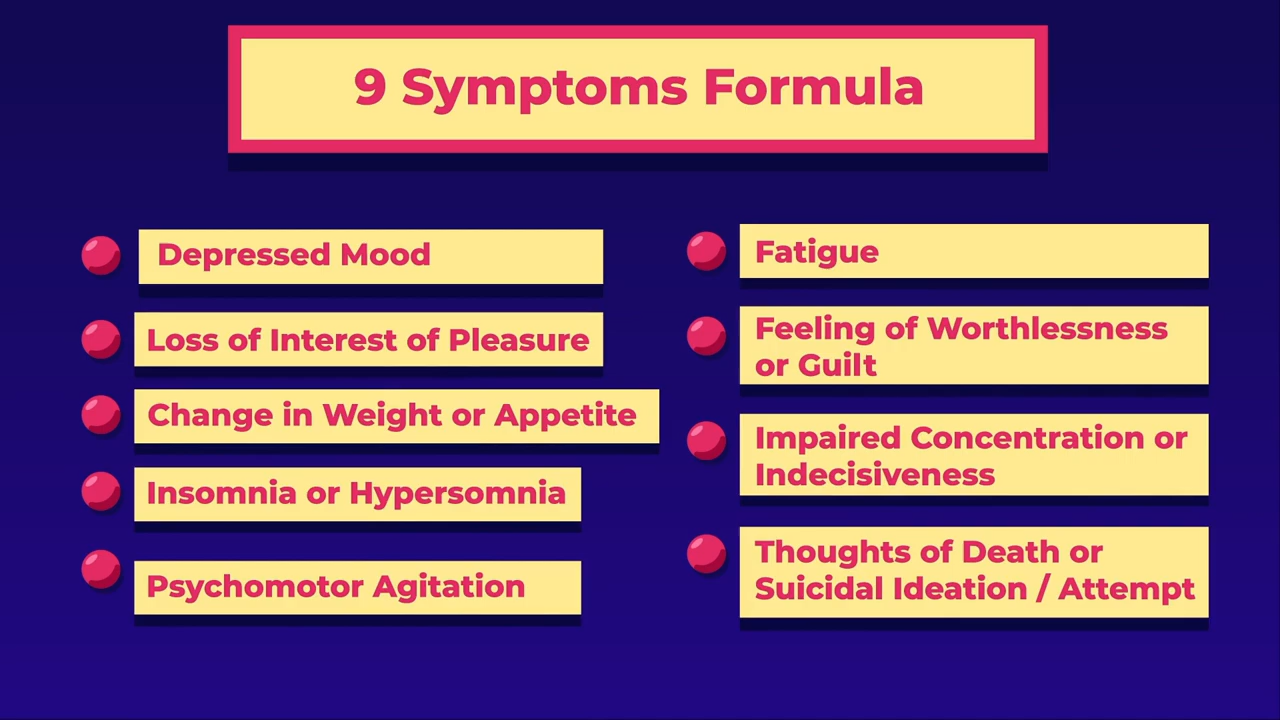 9 Symptoms Formula
Depressed Mood
Loss of Interest of Pleasure
Change in Weight or Appetite
Insomnia or Hypersomnia
Psychomotor Agitation
Fatigue
Feeling of Worthlessness
or Guilt
Impaired Concentration or
Indecisiveness
Thoughts of Death or
Suicidal Ideation / Attempt